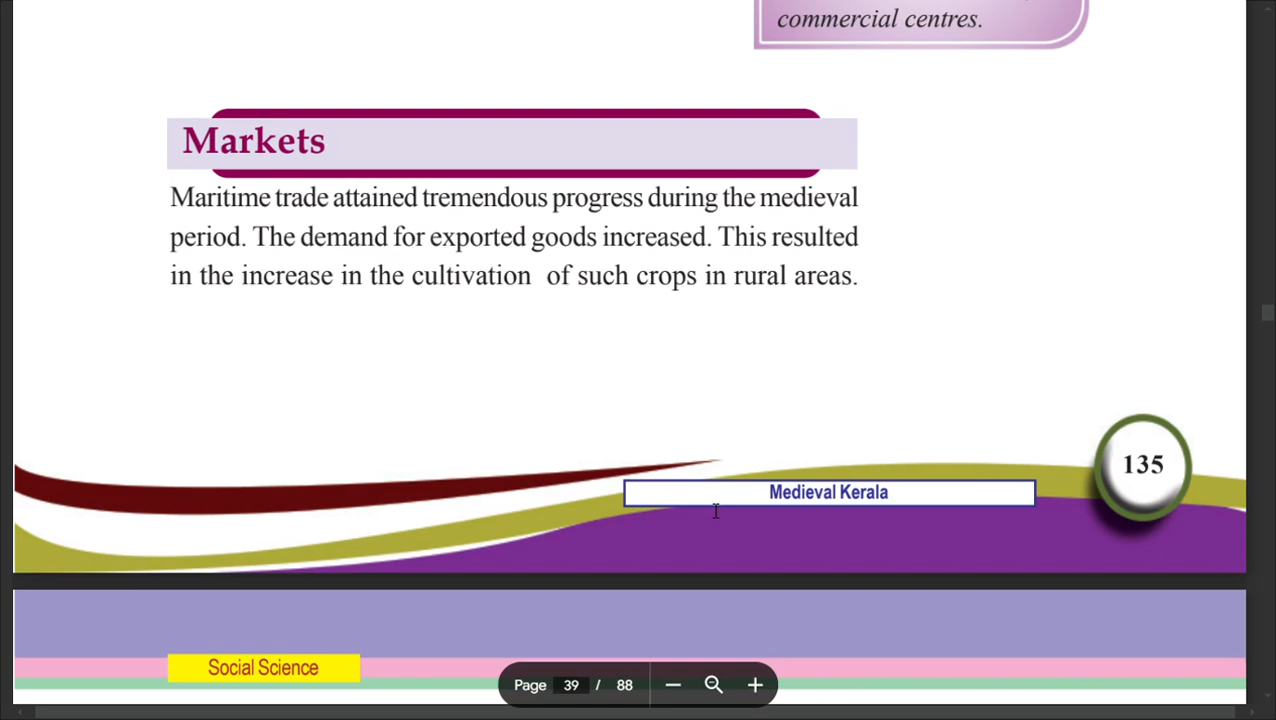 commercial centres.
Markets
Maritime trade attained tremendous progress during the medieval
period. The demand for exported goods increased. This resulted
in the increase in the cultivation of such crops in rural areas.
135
Medieval Kerala
Social Science
Page 39 / 88